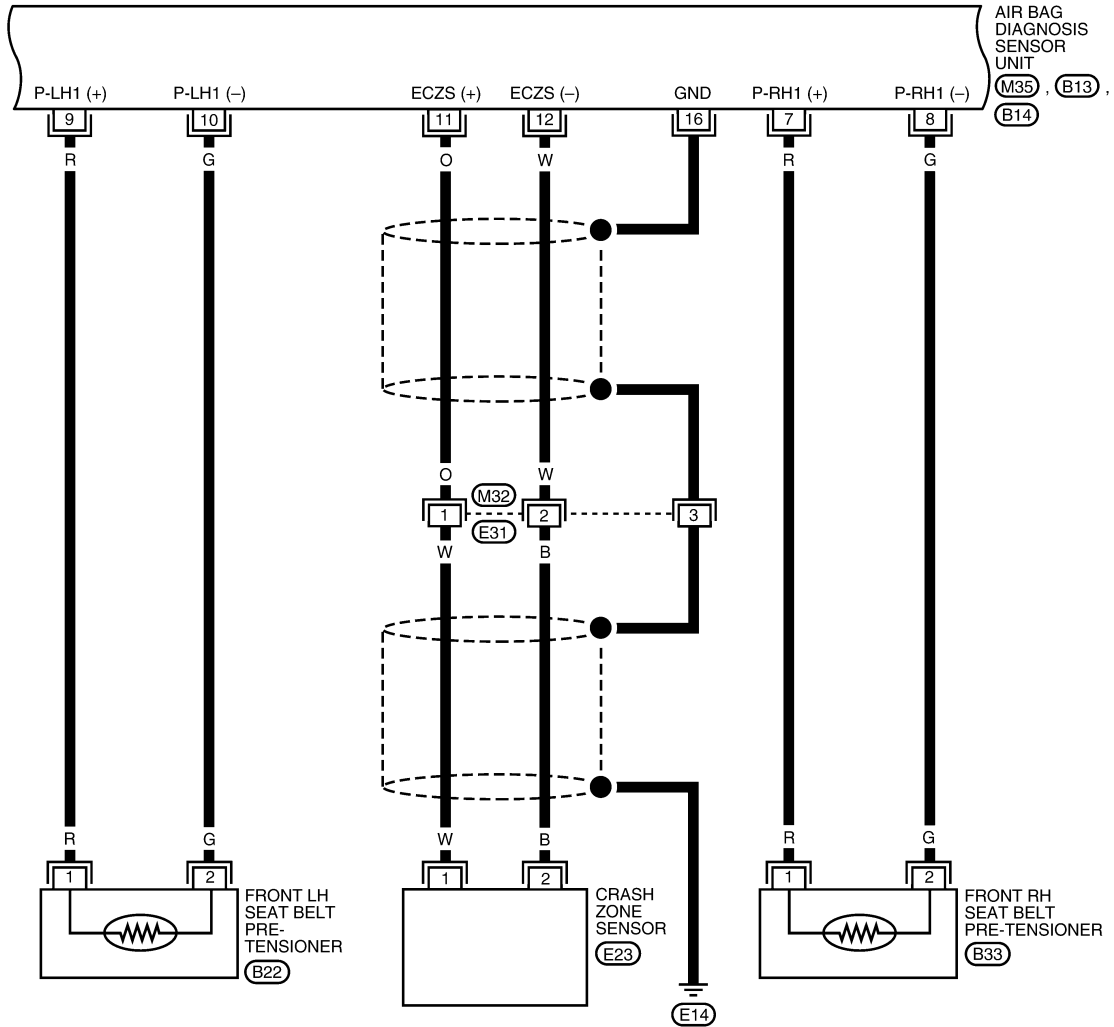 AIR BAG
DIAGNOSIS
SENSOR
UNIT
M35 , B13 ,
B14
P-LH1 (+) P-LH1 (–) ECZS (+) ECZS (–) GND P-RH1 (+) P-RH1 (–)
9 10 11 12 16 7 8
R G O W R G
O W
M32
1 2 3
E31
W B
R G W B R G
1 2 1 2 1 2
FRONT LH
SEAT BELT
PRE-
TENSIONER
B22
CRASH
ZONE
SENSOR
E23
FRONT RH
SEAT BELT
PRE-TENSIONER
B33
E14